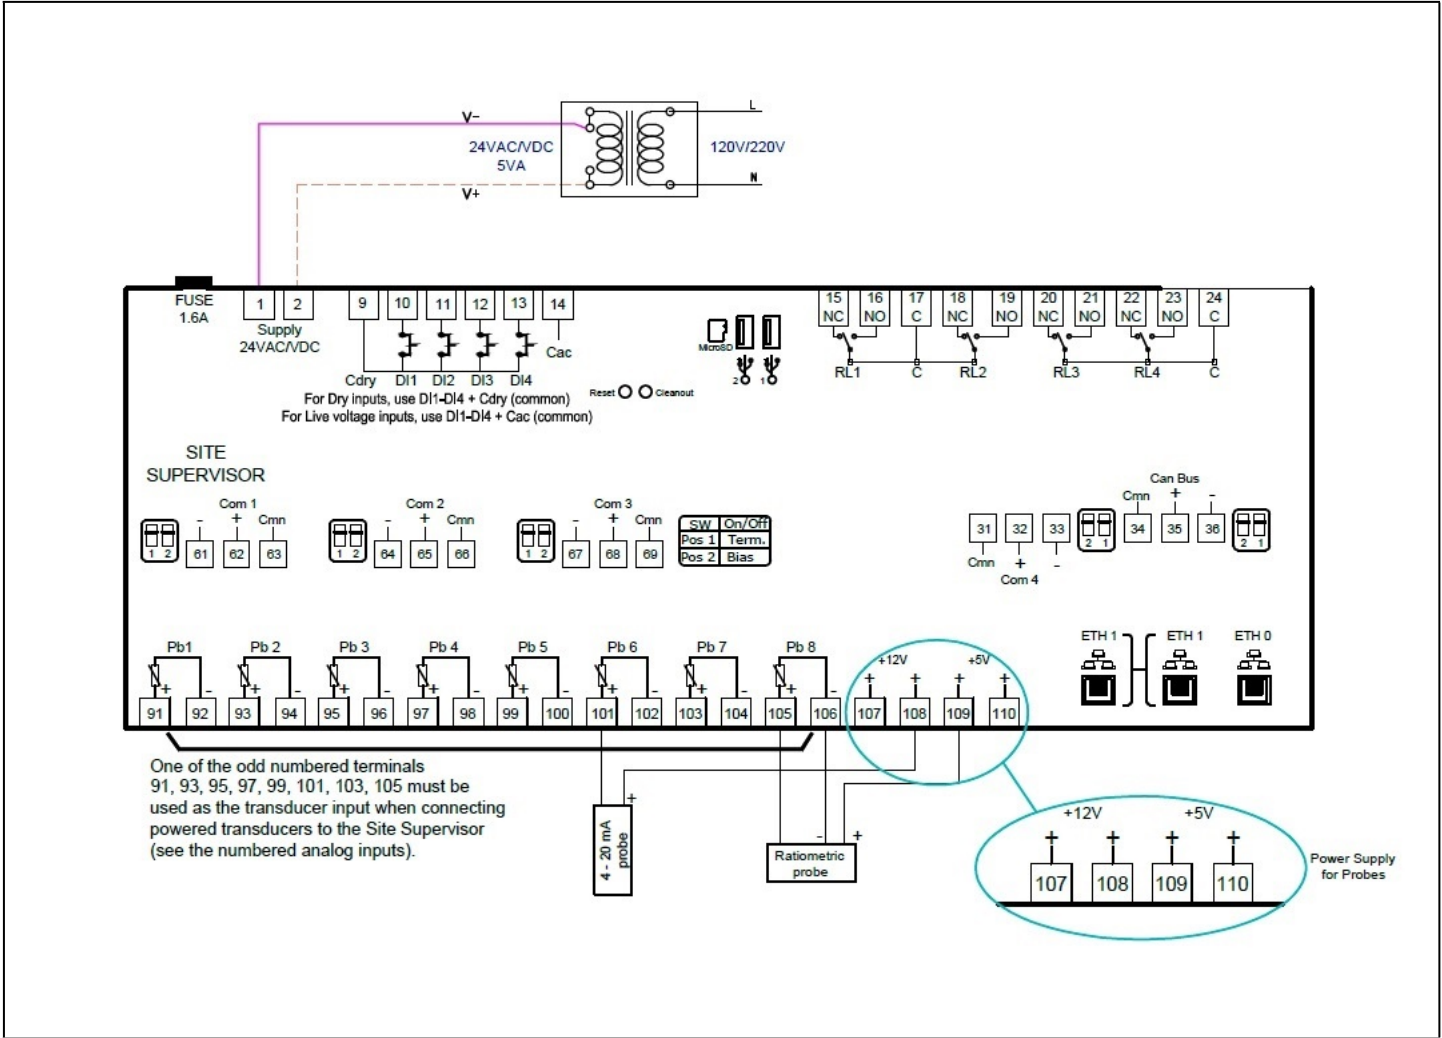 L
V-
24VAC/VDC
5VA
120V/220V
V+
N
FUSE
1.6A
1 2
Supply
24VAC/VDC
9 10 11 12 13 14
Cac
Cdry DI1 DI2 DI3 DI4
For Dry inputs, use DI1-DI4 + Cdry (common)
For Live voltage inputs, use DI1-DI4 + Cac (common)
MicroSD
2 1
Reset Cleanout
15 16 17 18 19 20 21 22 23 24
NC NO C NC NO NC NO NC NO C
RL1 C RL2 RL3 RL4 C
SITE
SUPERVISOR
Com 1
- + Cmn
1 2 61 62 63
Com 2
- + Cmn
1 2 64 65 66
Com 3
- + Cmn
1 2 67 68 69
SW On/Off
Pos 1 Term.
Pos 2 Bias
31 32 33
Cmn + -
Com 4
2 1
Can Bus
Cmn + -
34 35 36
2 1
Pb1 Pb 2 Pb 3 Pb 4 Pb 5 Pb 6 Pb 7 Pb 8
+ - + - + - + - + - + - + - + -
91 92 93 94 95 96 97 98 99 100 101 102 103 104 105 106
+12V +5V
+ + + +
107 108 109 110
ETH 1 ETH 1 ETH 0
One of the odd numbered terminals
91, 93, 95, 97, 99, 101, 103, 105 must be
used as the transducer input when connecting
powered transducers to the Site Supervisor
(see the numbered analog inputs).
+
4 - 20 mA
probe
- +
Ratiometric
probe
+12V +5V
+ + + +
107 108 109 110
Power Supply
for Probes